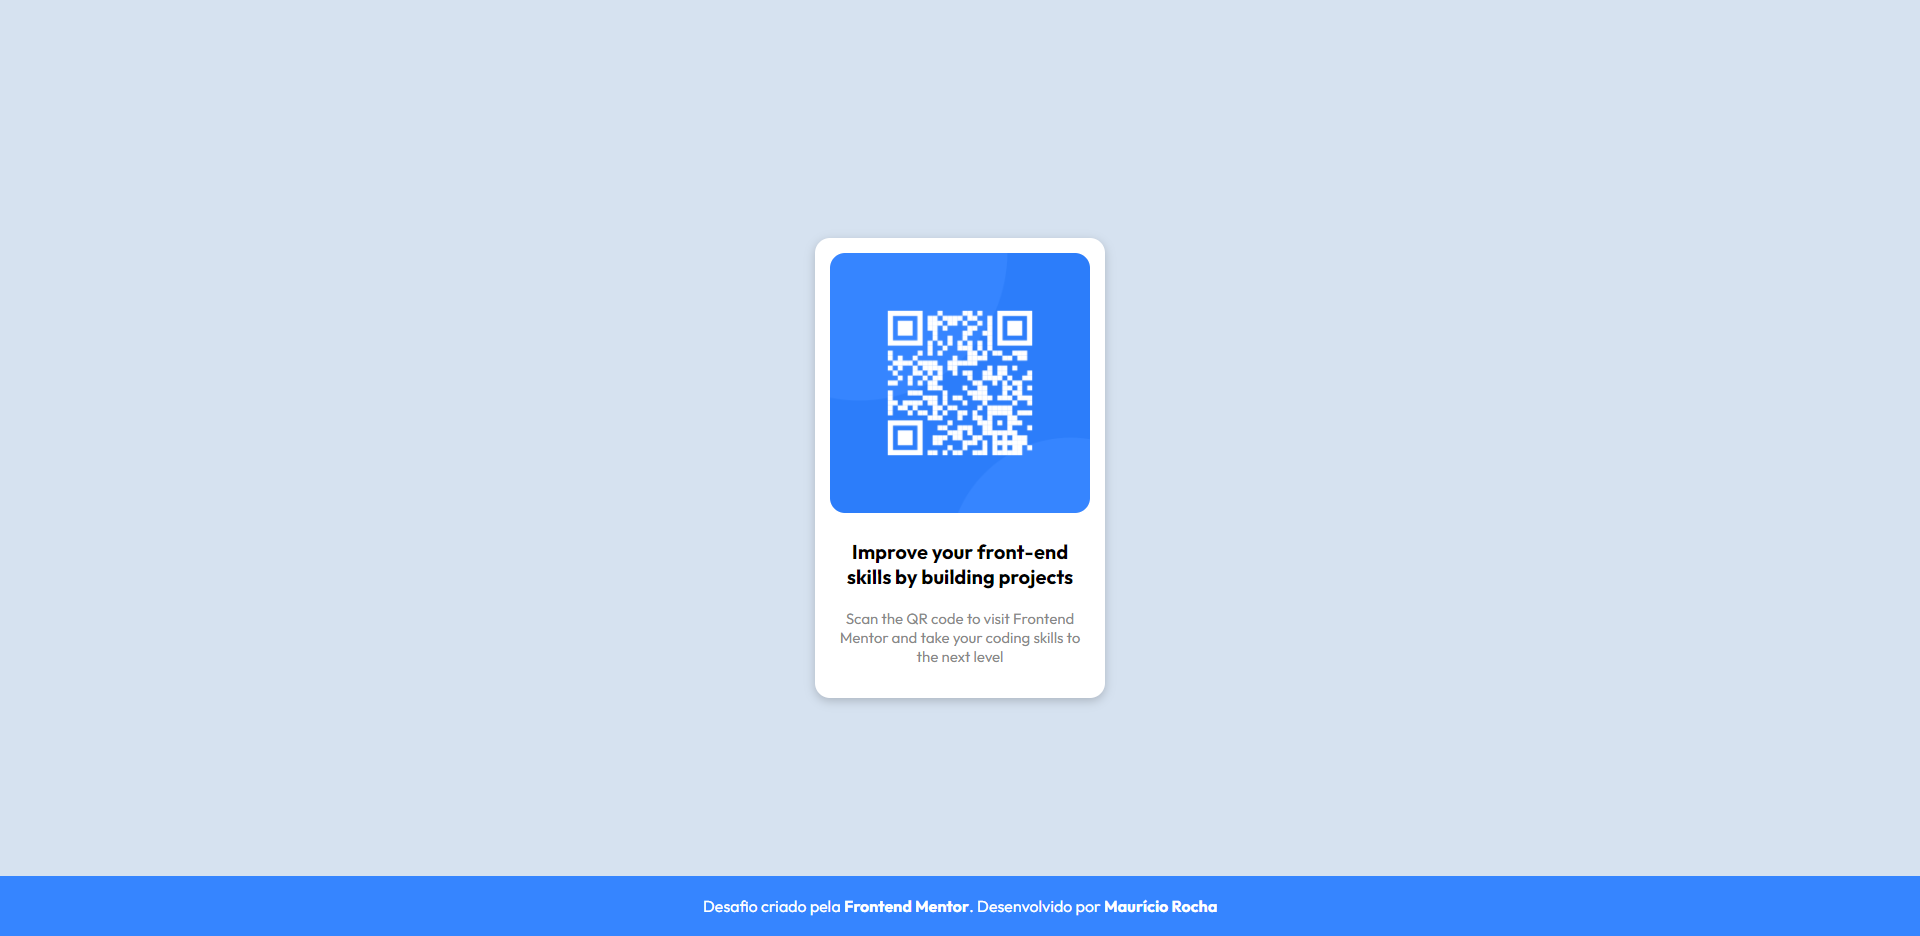 Improve your front-end
skills by building projects
Scan the QR code to visit Frontend
Mentor and take your coding skills to
the next level
Desafio criado pela Frontend Mentor. Desenvolvido por Maurício Rocha